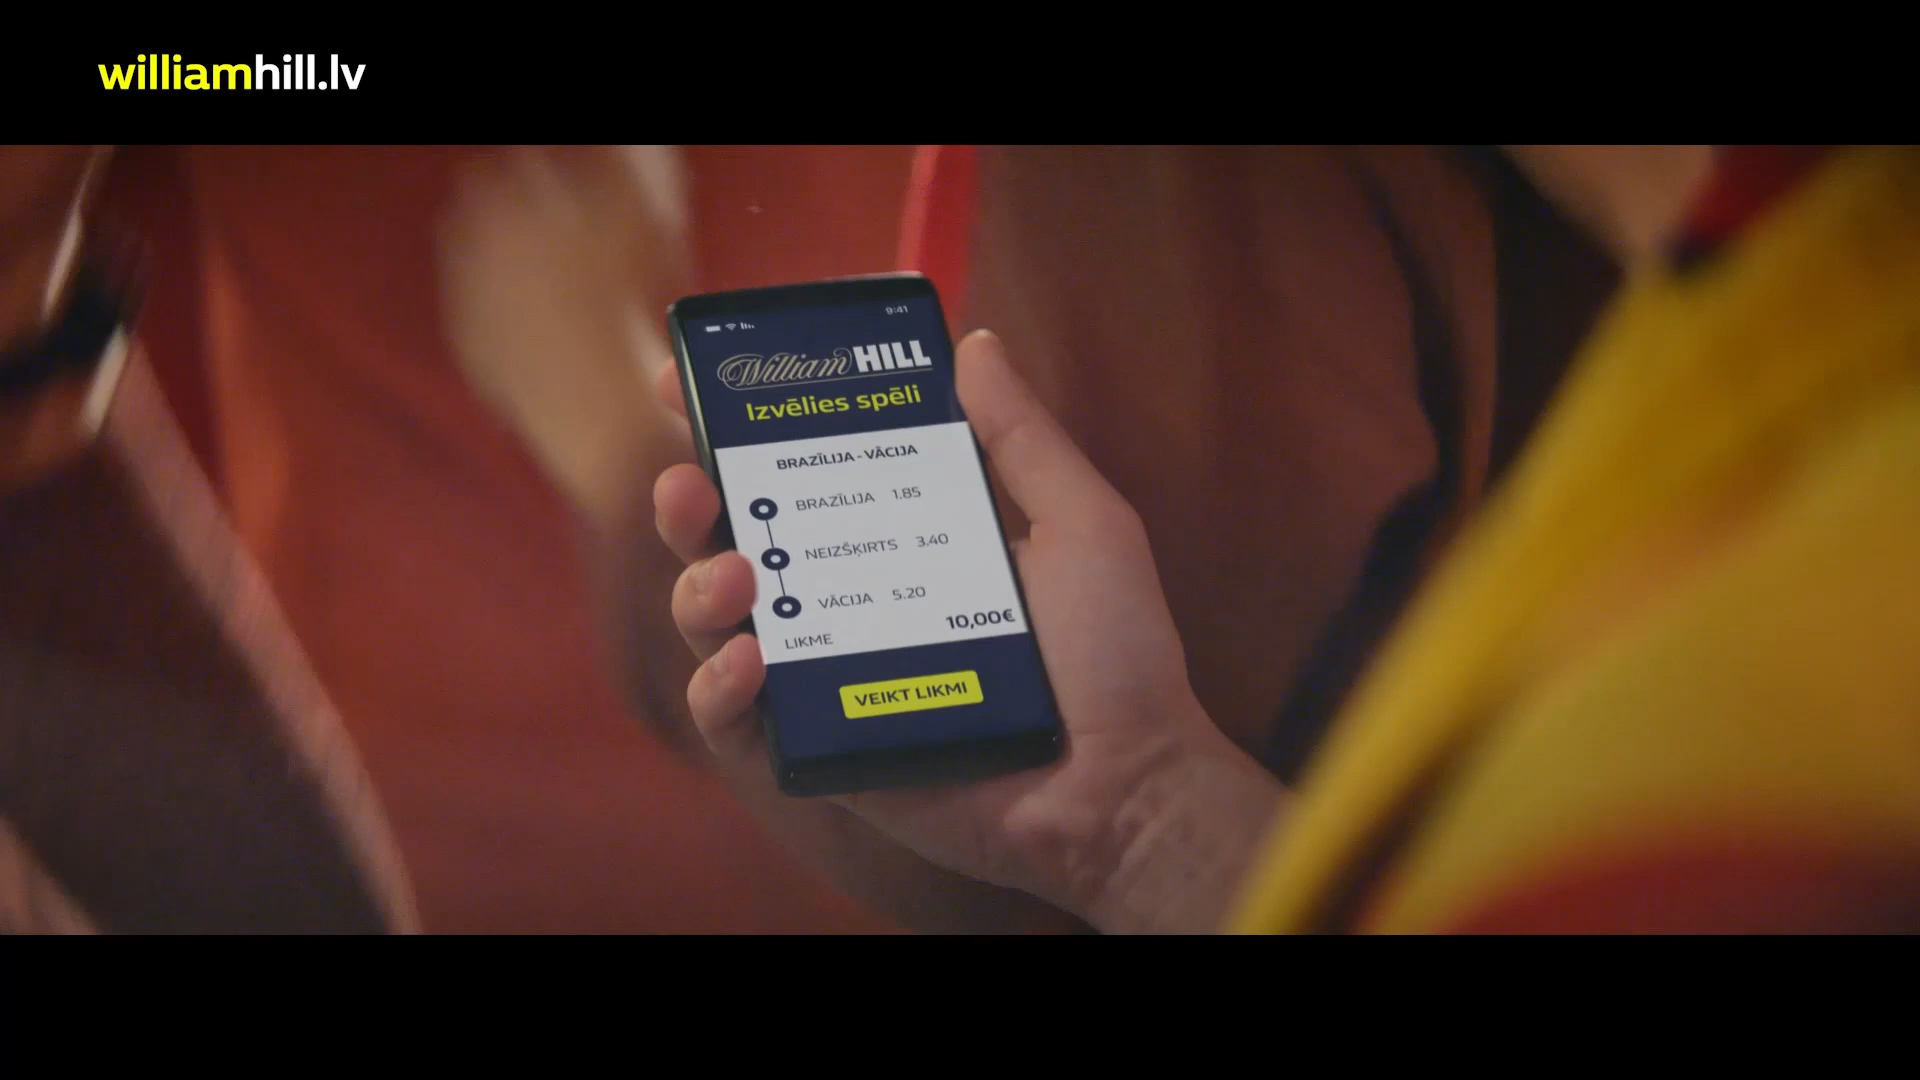 williamhill.lv
9:41
William HILL
Izvēlies spēli
BRAZĪLIJA - VĀCIJA
BRAZĪLIJA 1.85
NEIZŠĶIRTS 3.40
VĀCIJA 5.20
LIKME 10,00€
VEIKT LIKMI